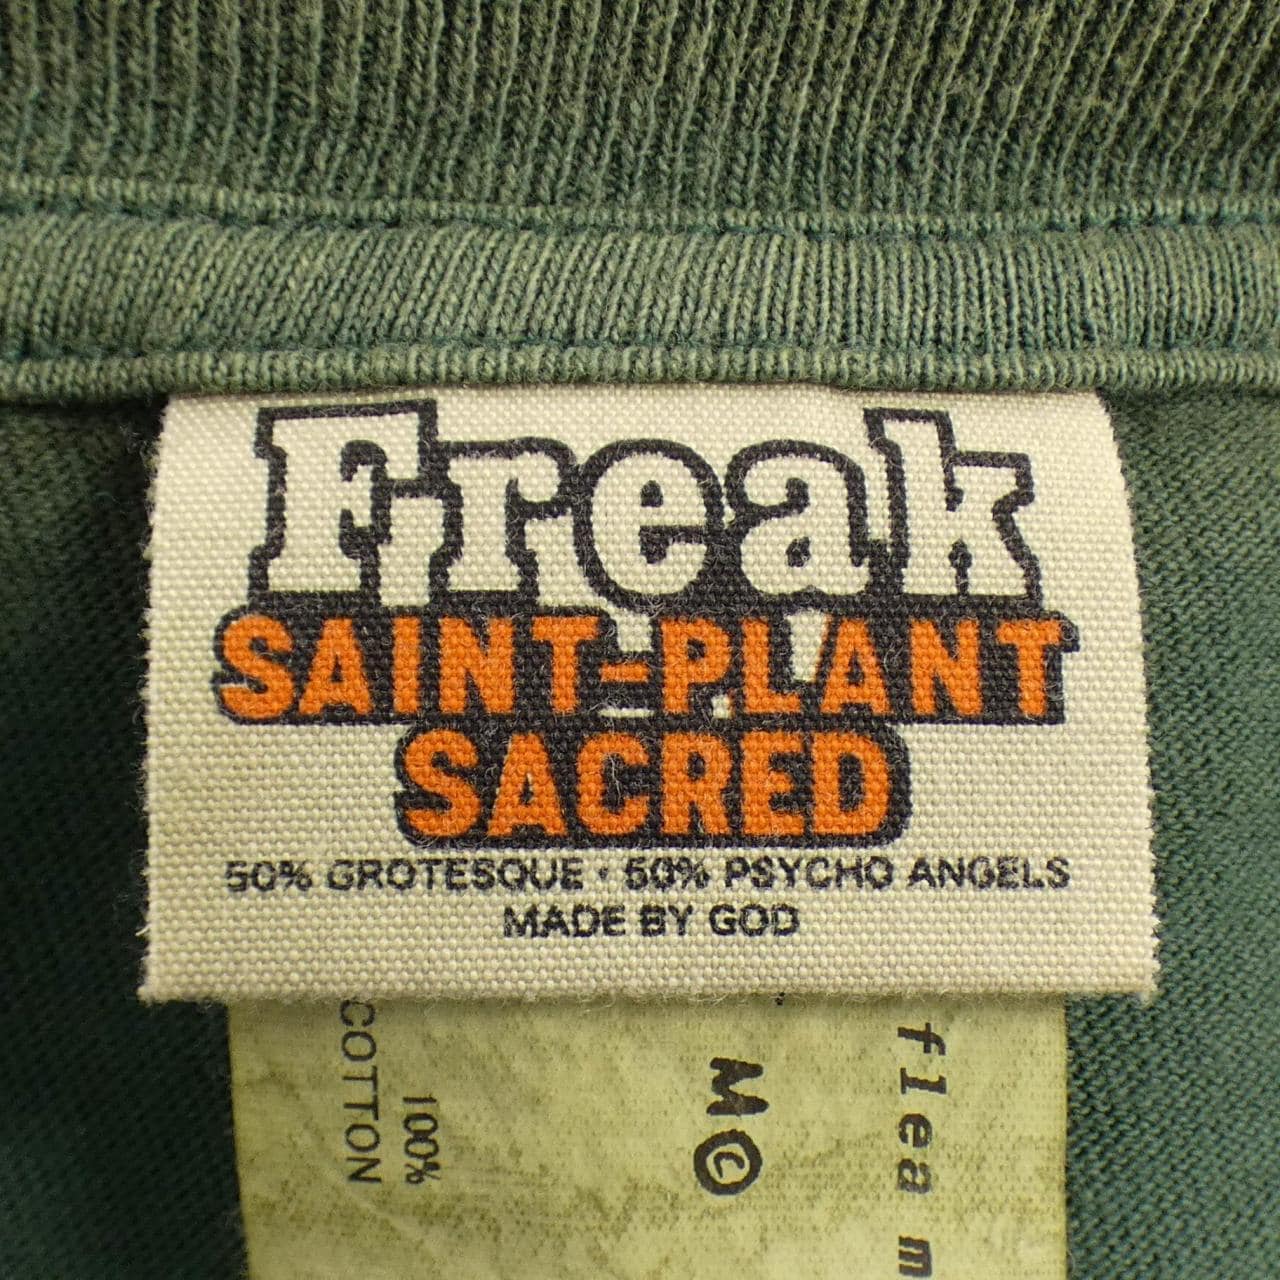 Freak
SAINT=PLANT
SACRED
50% GROTESQUE · 50% PSYCHO ANGELS
MADE BY GOD
100%
COTTON
M©
flea m